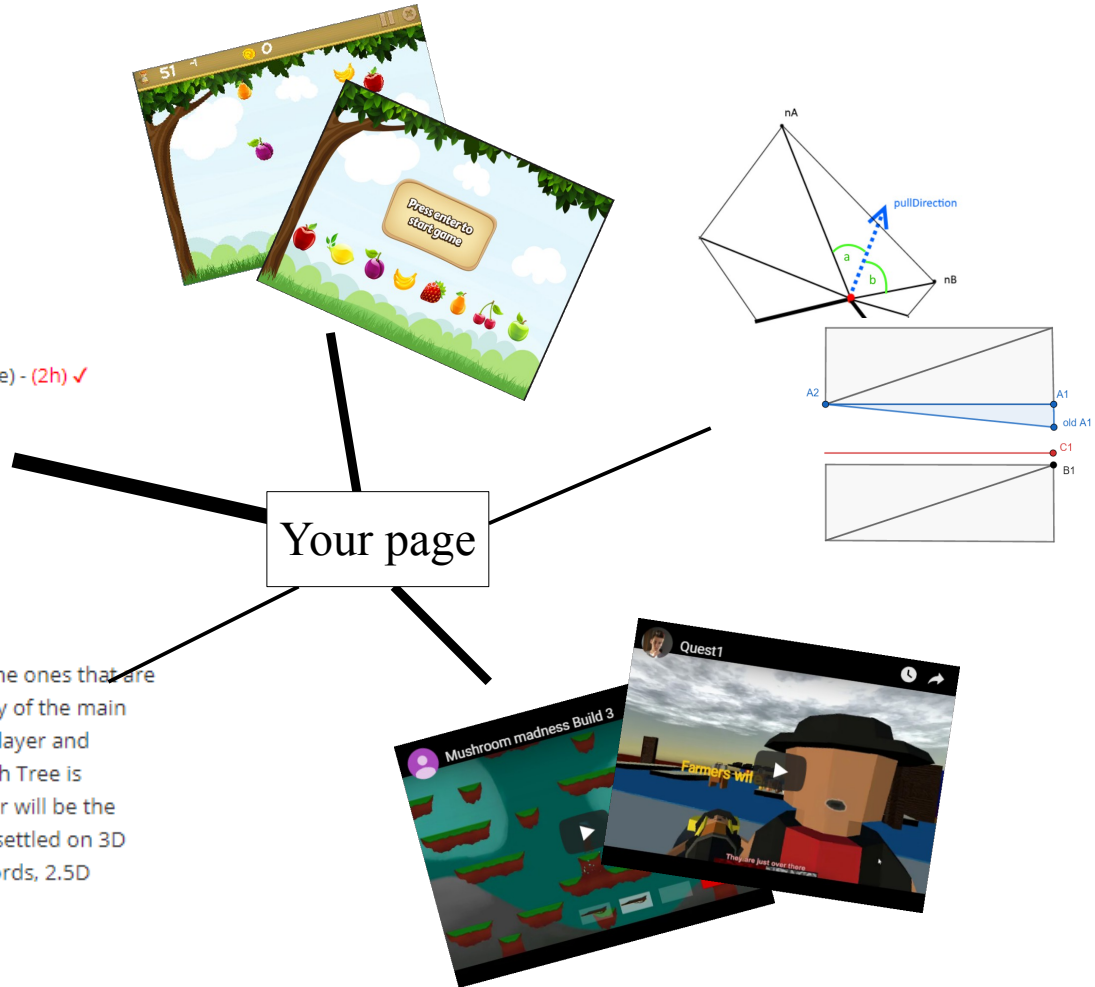 51 -1 0
Press enter to
start game
nA
pullDirection
a
b
nB
e) - (2h) ✓
A2
A1
old A1
C1
B1
Your page
ne ones that are
y of the main
layer and
h Tree is
r will be the
settled on 3D
ords, 2.5D
Quest1
Farmers wil
They are just over there
Mushroom madness Build 3